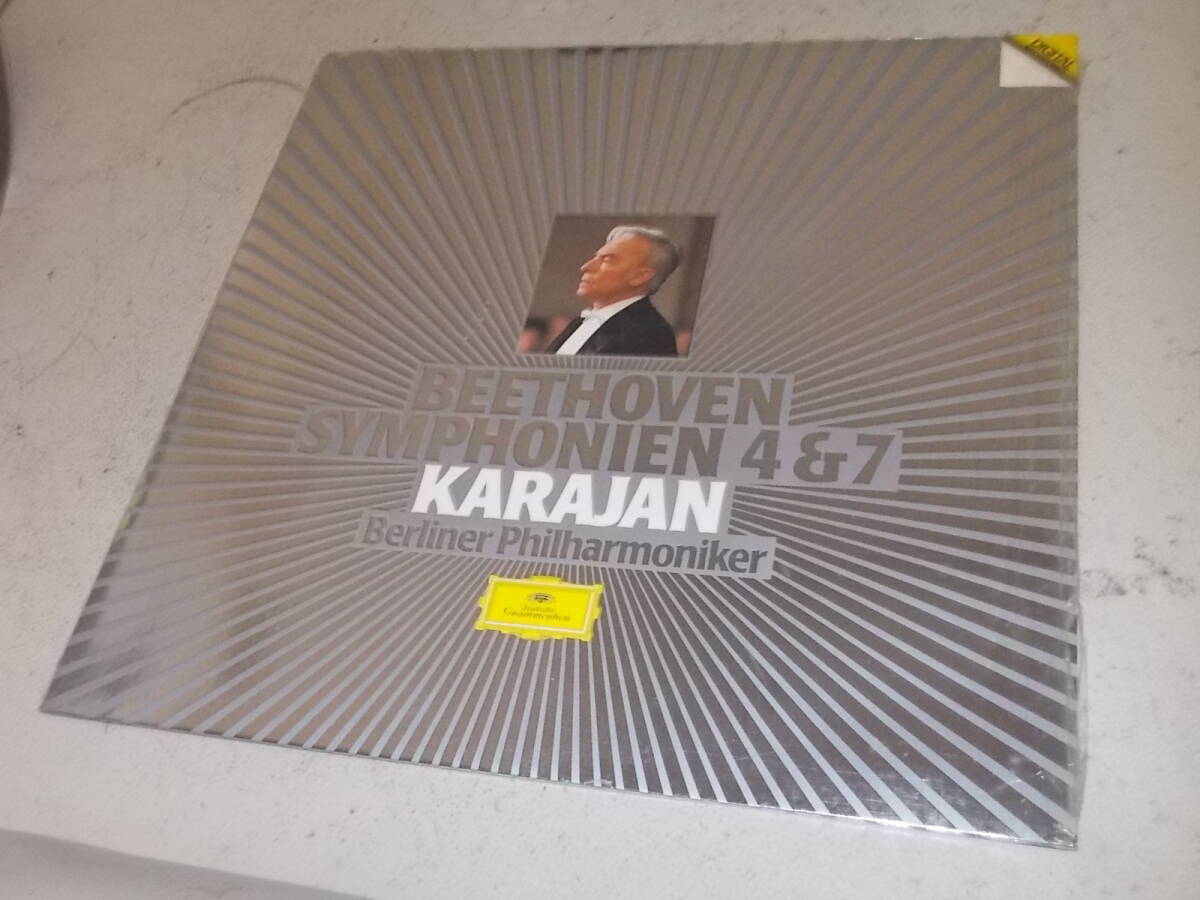 DIGITAL
BEETHOVEN
SYMPHONIEN 4 & 7
KARAJAN
Berliner Philharmoniker
Deutsche
Grammophon